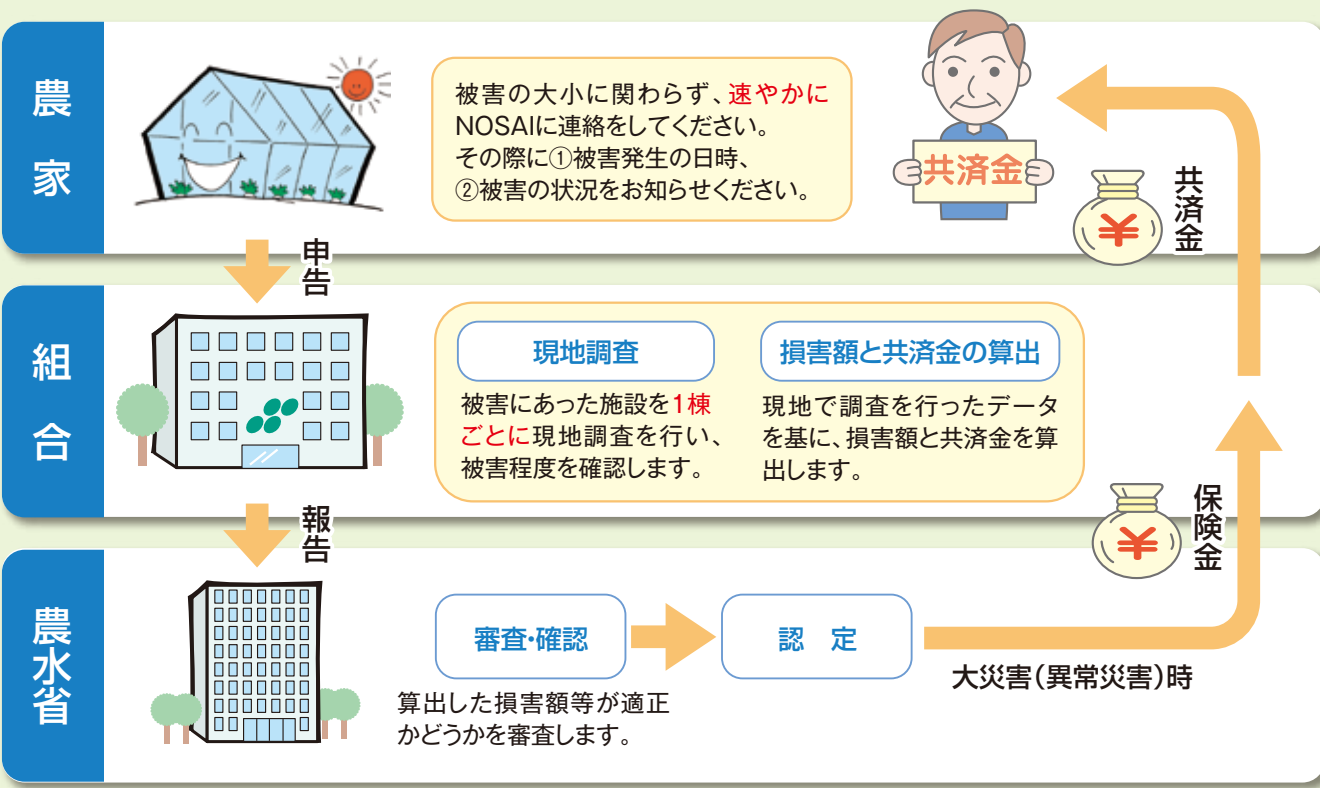 農家
被害の大小に関わらず、速やかに
NOSAIに連絡をしてください。
その際に①被害発生の日時、
②被害の状況をお知らせください。
共済金
¥
共済金
申告
組合
現地調査
被害にあった施設を1棟
ごとに現地調査を行い、
被害程度を確認します。
損害額と共済金の算出
現地で調査を行ったデータ
を基に、損害額と共済金を算
出します。
報告
¥
保険金
農水省
審査・確認
算出した損害額等が適正
かどうかを審査します。
認　定
大災害(異常災害)時